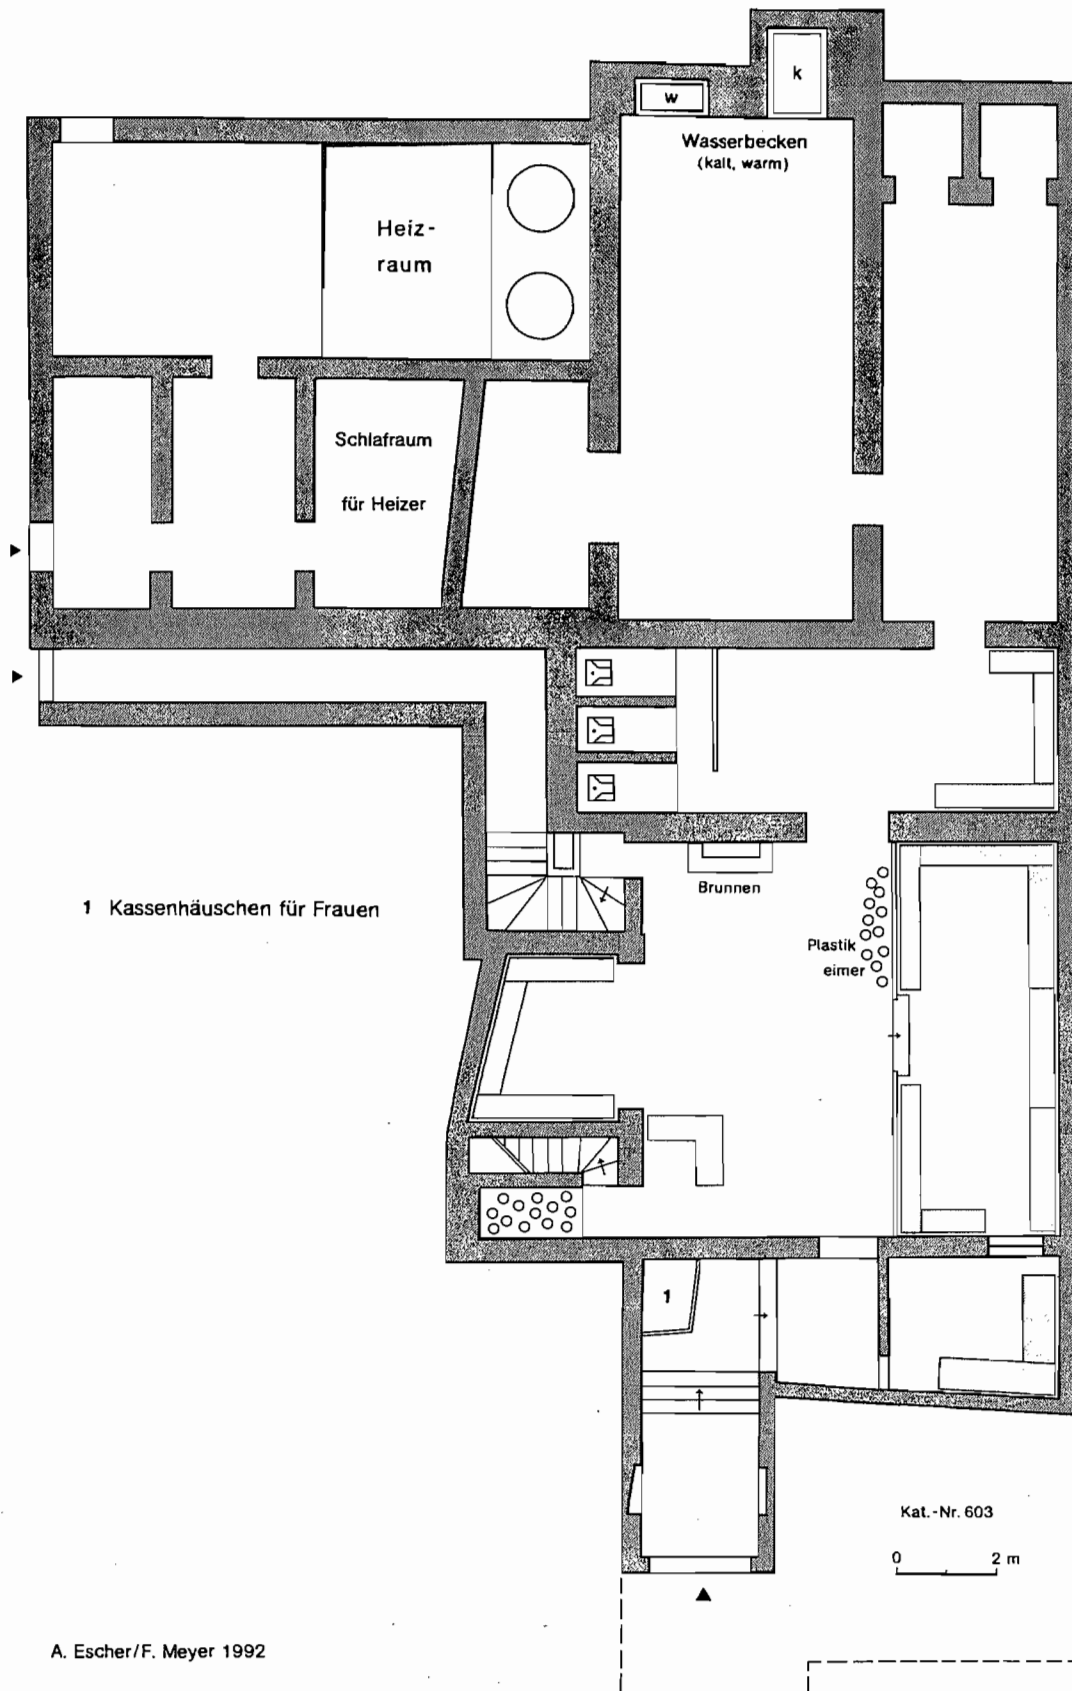 k
w
Wasserbecken
(kalt, warm)
Heiz-
raum
Schlafraum
für Heizer
Brunnen
1 Kassenhäuschen für Frauen
Plastik
eimer
1
Kat.-Nr. 603
0 2 m
A. Escher/F. Meyer 1992